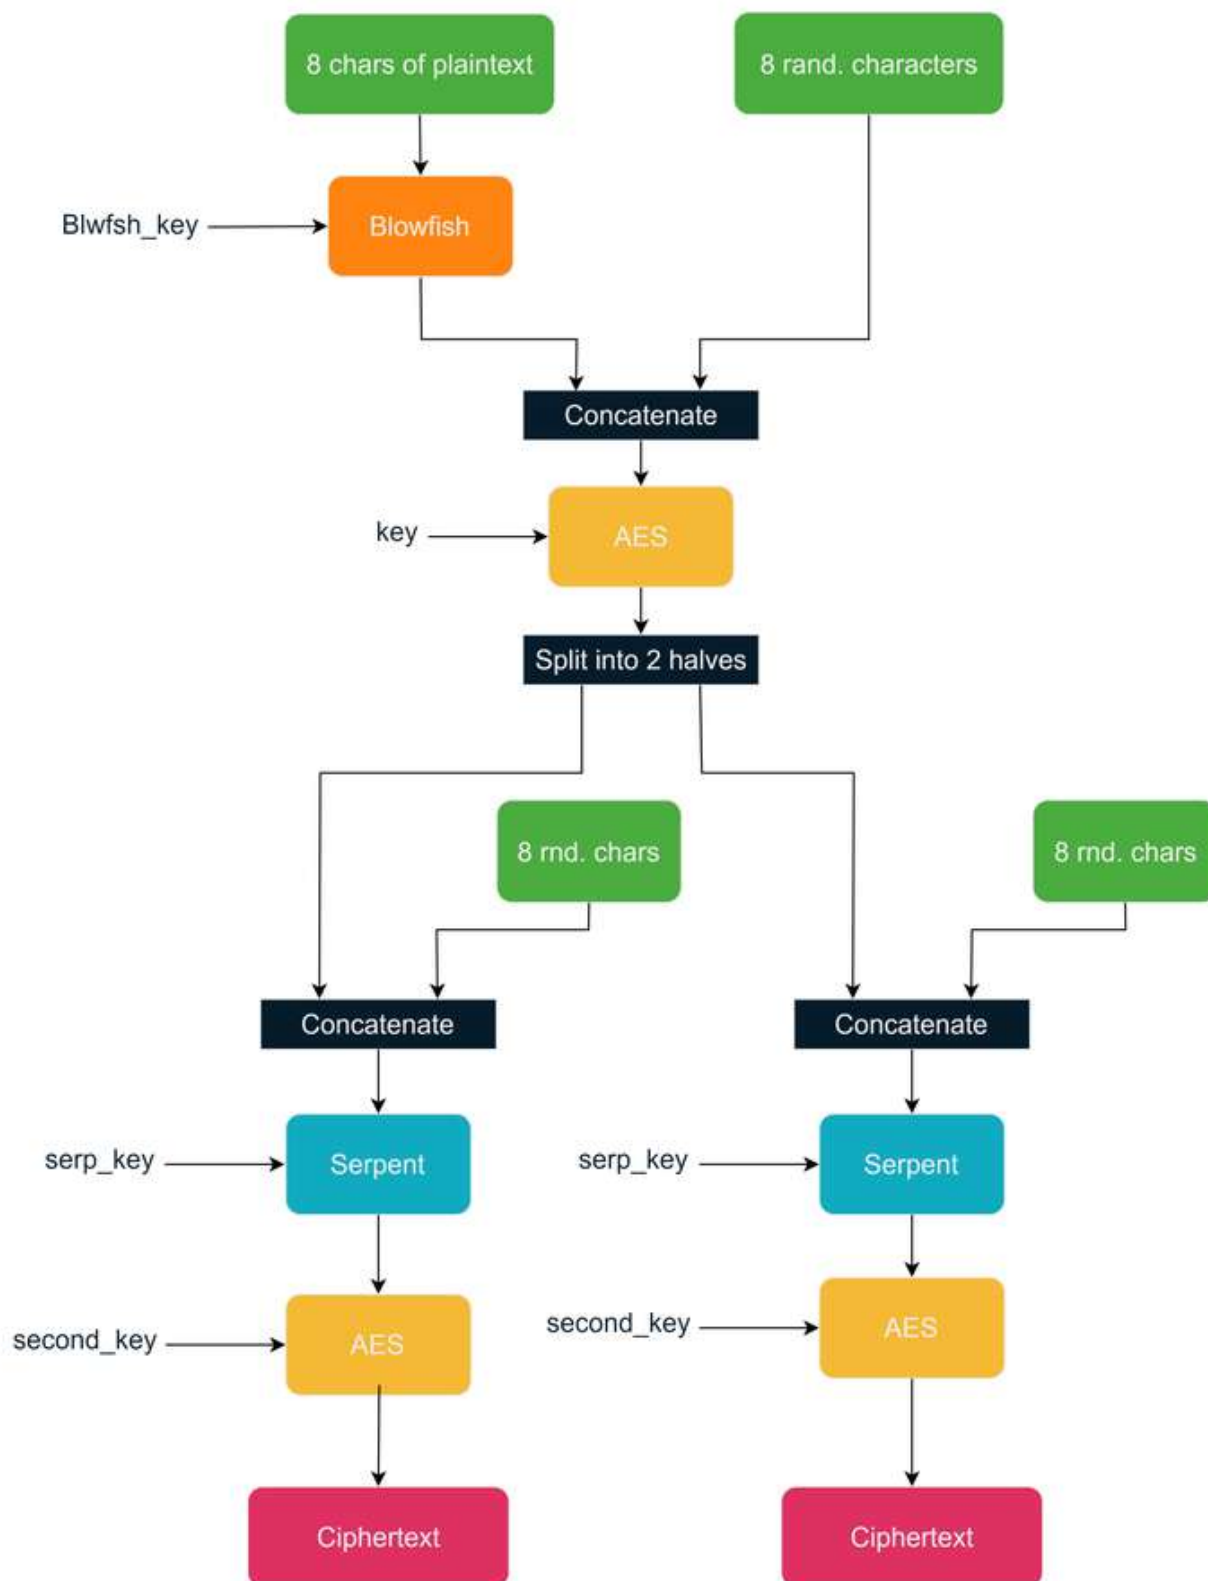 8 chars of plaintext
8 rand. characters
Blwfsh_key
Blowfish
Concatenate
key
AES
Split into 2 halves
8 rnd. chars
8 rnd. chars
Concatenate
Concatenate
serp_key
Serpent
serp_key
Serpent
second_key
AES
second_key
AES
Ciphertext
Ciphertext